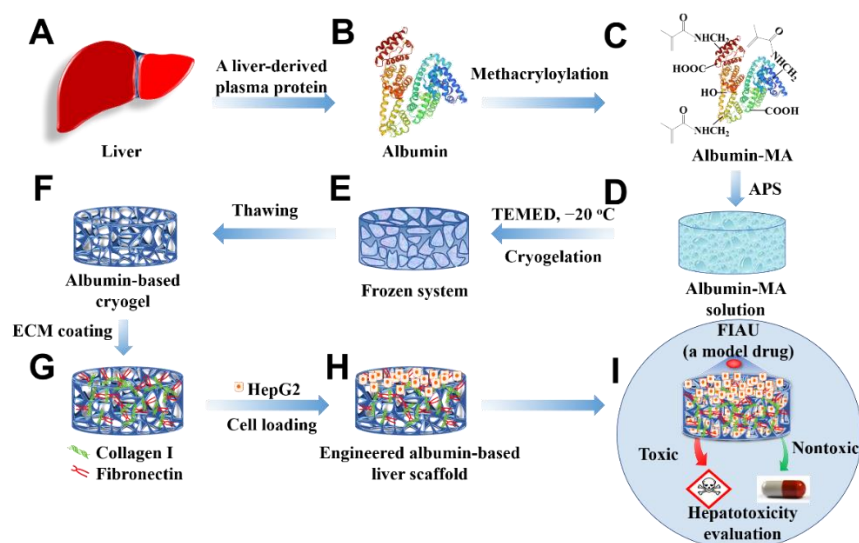 A
Liver
A liver-derived
plasma protein
B
Albumin
Methacryloylation
C
O
NHCH2
O
NHCH2
HOOC
HO
COOH
O
NHCH2
Albumin-MA
APS
D
Albumin-MA
solution
TEMED, −20 °C
Cryogelation
E
Frozen system
Thawing
F
Albumin-based
cryogel
ECM coating
G
Collagen I
Fibronectin
HepG2
Cell loading
H
Engineered albumin-based
liver scaffold
I
FIAU
(a model drug)
Toxic
Nontoxic
Hepatotoxicity
evaluation